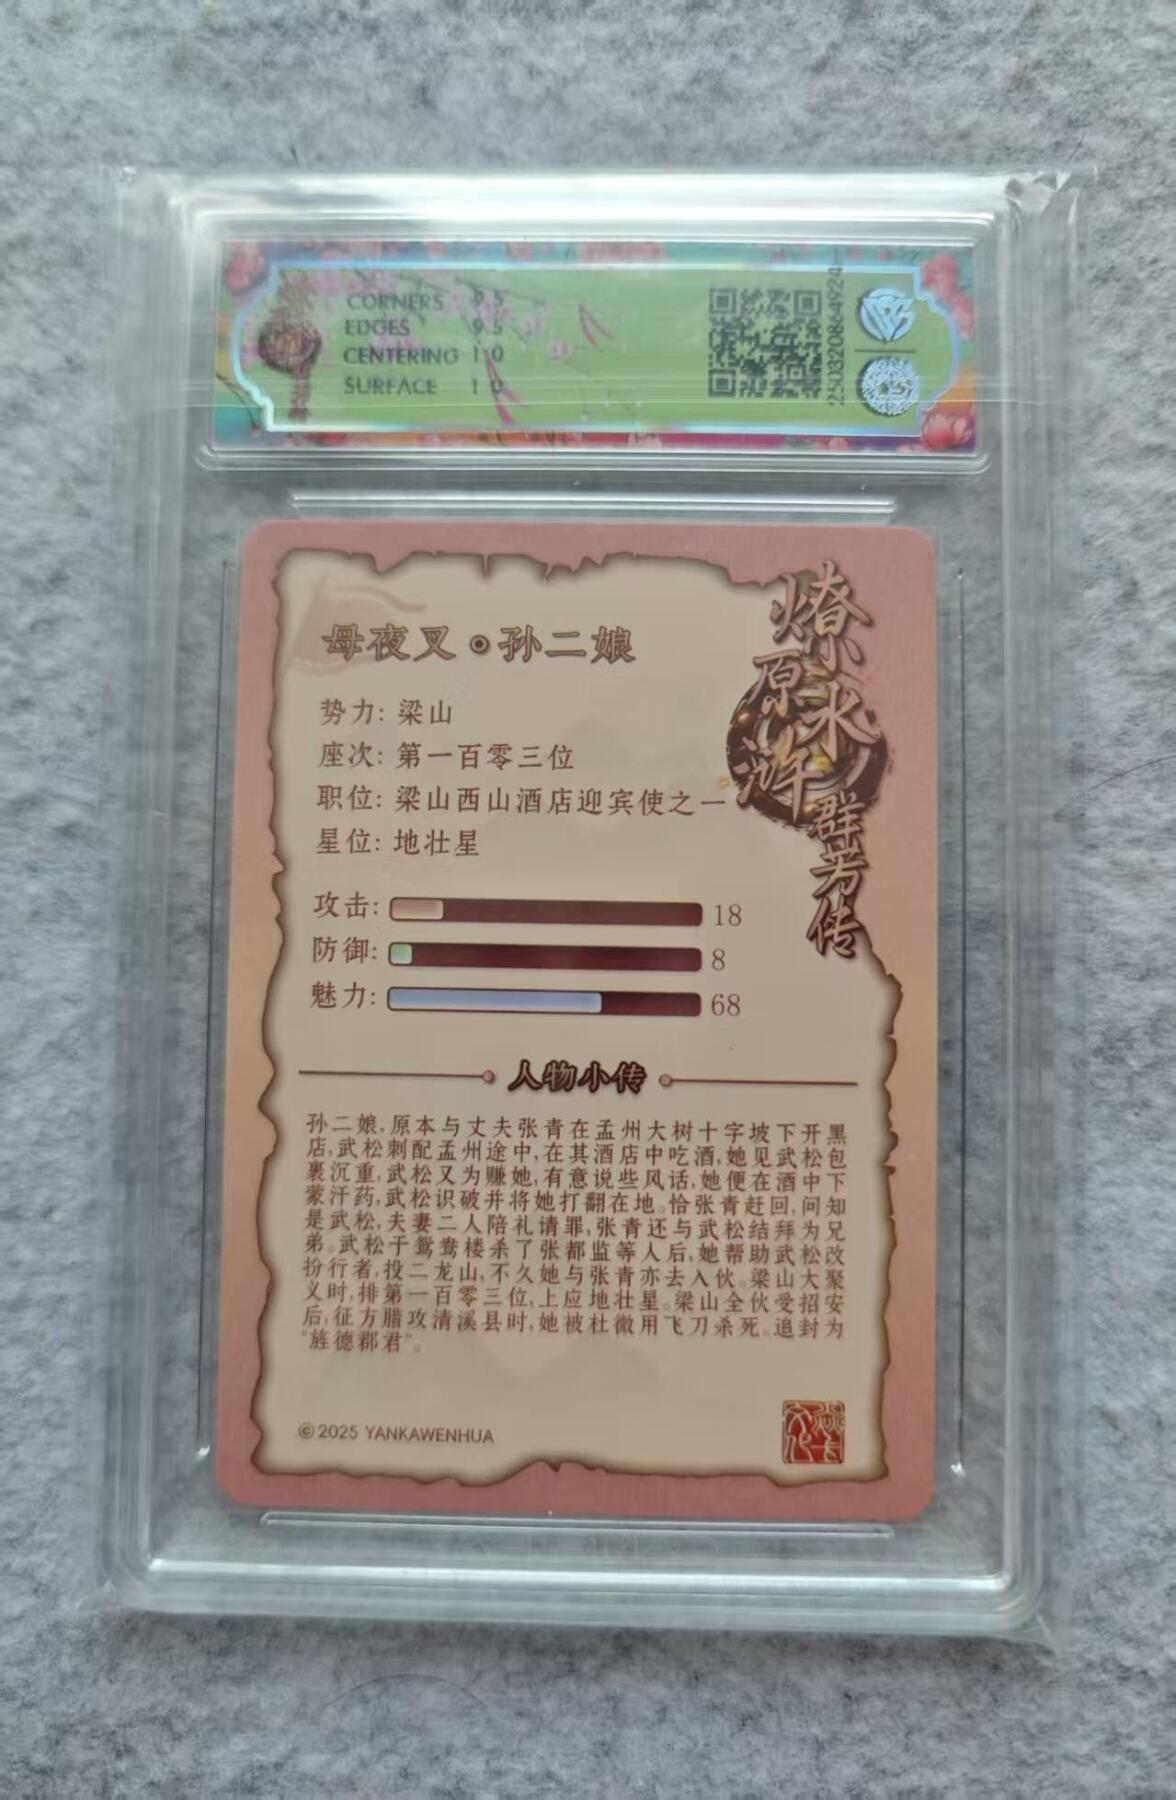 CORNERS 9.5
EDGES 9.5
CENTERING 10
SURFACE 10
2503208-4924
燎原水浒
群芳传
母夜叉·孙二娘
势力: 梁山
座次: 第一百零三位
职位: 梁山西山酒店迎宾使之一
星位: 地壮星
攻击: 18
防御: 8
魅力: 68
人物小传
孙二娘,原本与丈夫张青在孟州大树十字坡下开黑
店,武松刺配孟州途中,在其酒店中吃酒,她见武松包
裹沉重,武松又为赚她,有意说些风话,她便在酒中下
蒙汗药,武松识破并将她打翻在地。恰张青赶回,问知
是武松,夫妻二人陪礼请罪,张青还与武松结拜为兄
弟。武松于鸳鸯楼杀了张都监等人后,她帮助武松改
扮行者,投二龙山,不久她与张青亦去入伙。梁山大聚
义时,排第一百零三位,上应地壮星。梁山全伙受招安
后,征方腊攻清溪县时,她被杜微用飞刀杀死。追封为
“旌德郡君”。
©2025 YANKAWENHUA